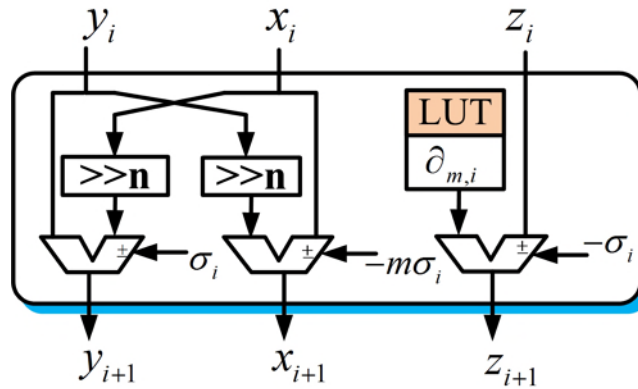 y_i x_i z_i
LUT
>>n >>n ∂_{m,i}
± σ_i ± −mσ_i ± −σ_i
y_{i+1} x_{i+1} z_{i+1}